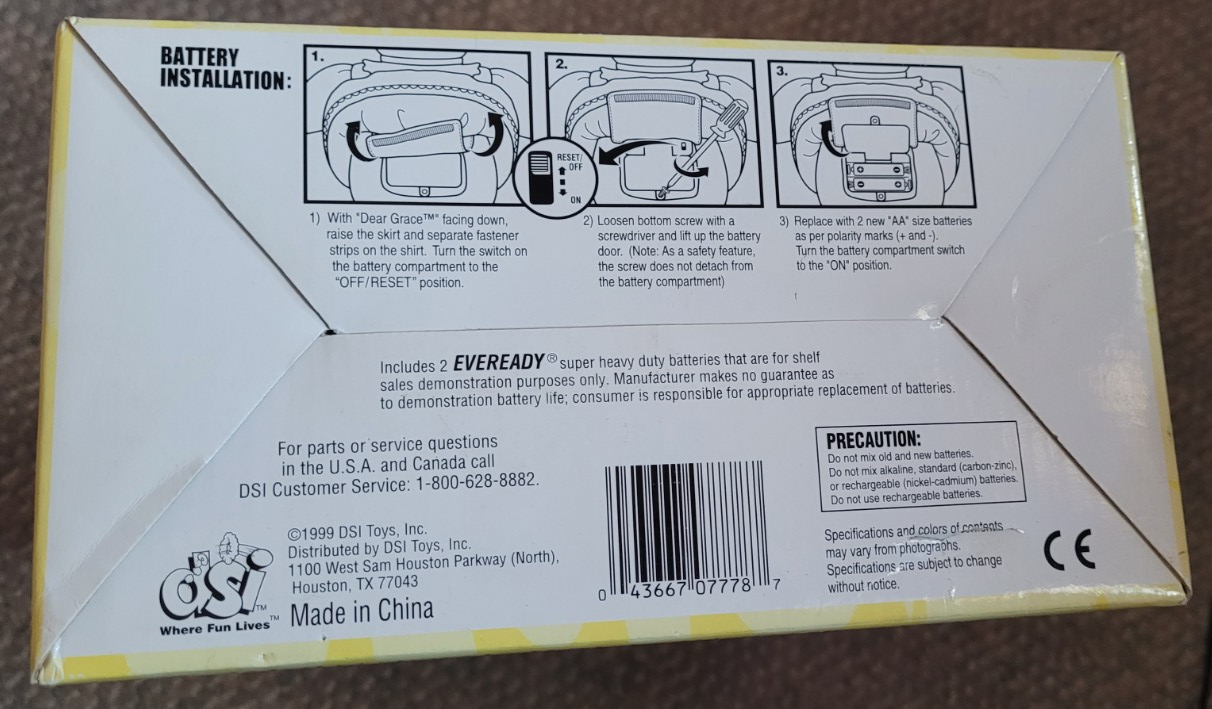 BATTERY
INSTALLATION:
1.
2.
3.
RESET/
OFF
ON
1) With "Dear Grace™" facing down,
raise the skirt and separate fastener
strips on the shirt. Turn the switch on
the battery compartment to the
"OFF/RESET" position.
2) Loosen bottom screw with a
screwdriver and lift up the battery
door. (Note: As a safety feature,
the screw does not detach from
the battery compartment)
3) Replace with 2 new "AA" size batteries
as per polarity marks (+ and -).
Turn the battery compartment switch
to the "ON" position.
Includes 2 EVEREADY® super heavy duty batteries that are for shelf
sales demonstration purposes only. Manufacturer makes no guarantee as
to demonstration battery life; consumer is responsible for appropriate replacement of batteries.
For parts or service questions
in the U.S.A. and Canada call
DSI Customer Service: 1-800-628-8882.
©1999 DSI Toys, Inc.
Distributed by DSI Toys, Inc.
1100 West Sam Houston Parkway (North),
Houston, TX 77043
Made in China
dsi™
Where Fun Lives™
0 43667 07778 7
PRECAUTION:
Do not mix old and new batteries.
Do not mix alkaline, standard (carbon-zinc),
or rechargeable (nickel-cadmium) batteries.
Do not use rechargeable batteries.
Specifications and colors of contents
may vary from photographs.
Specifications are subject to change
without notice.
CE